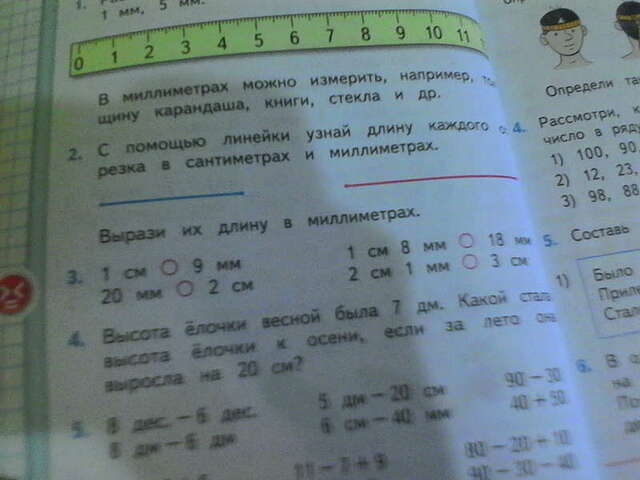 1.
1 мм, 5 мм.
0 1 2 3 4 5 6 7 8 9 10 11
В миллиметрах можно измерить, например,
щину карандаша, книги, стекла и др.
2. С помощью линейки узнай длину каждого
резка в сантиметрах и миллиметрах.
Вырази их длину в миллиметрах.
3. 1 см ○ 9 мм 1 см 8 мм ○ 18 мм
20 мм ○ 2 см 2 см 1 мм ○ 3 см
4. Высота ёлочки весной была 7 дм. Какой стала
высота ёлочки к осени, если за лето она
выросла на 20 см?
5. 8 дес. − 6 дес. 5 дм − 20 см 90 − 30
8 дм − 6 дм 6 см − 40 мм
11 − 7 + 9 80 − 20 + 10
Определи
4. Рассмотри,
число в ряду
1) 100, 90,
2) 12, 23,
3) 98, 88
5. Составь
1) Было
Сталo
6.
на